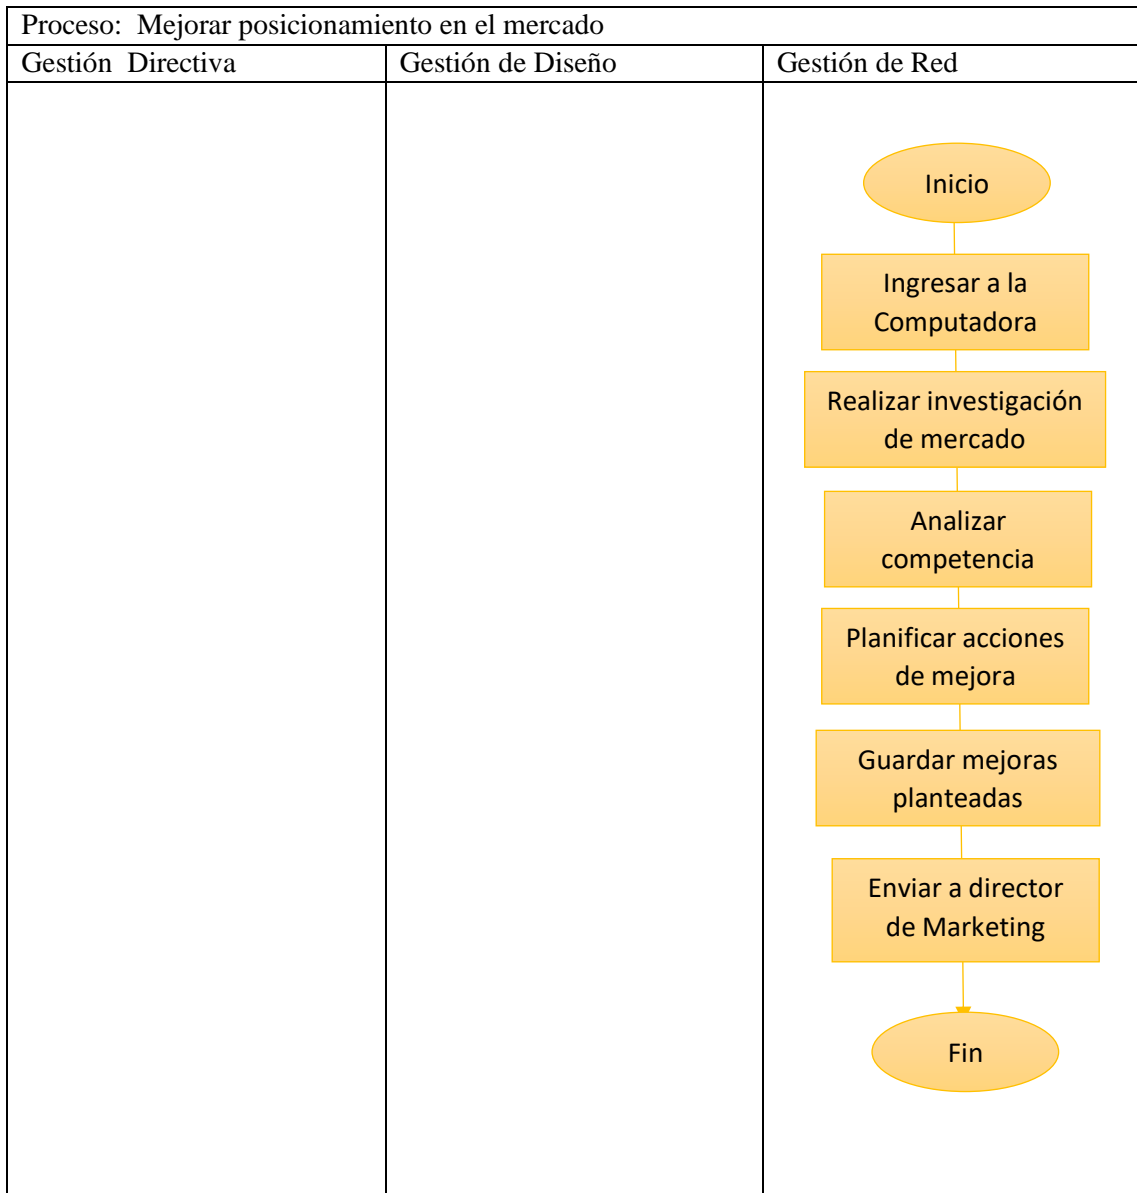 Proceso: Mejorar posicionamiento en el mercado
Gestión Directiva
Gestión de Diseño
Gestión de Red
Inicio
Ingresar a la
Computadora
Realizar investigación
de mercado
Analizar
competencia
Planificar acciones
de mejora
Guardar mejoras
planteadas
Enviar a director
de Marketing
Fin